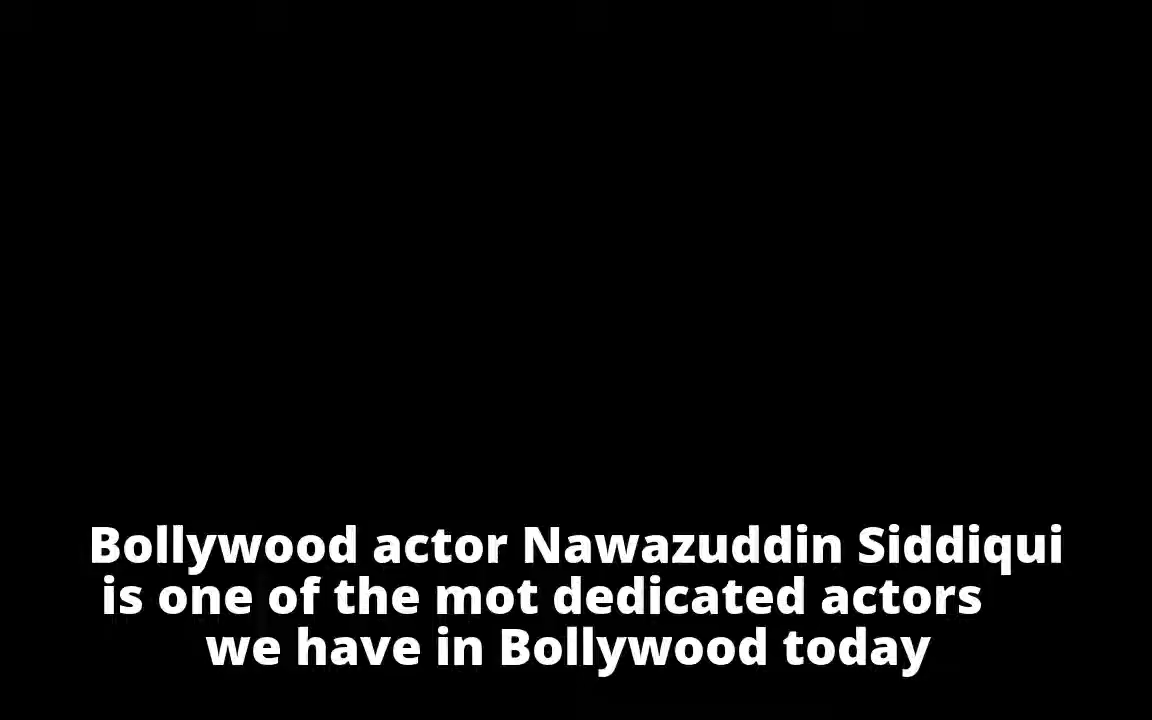 Bollywood actor Nawazuddin Siddiqui
is one of the mot dedicated actors
we have in Bollywood today